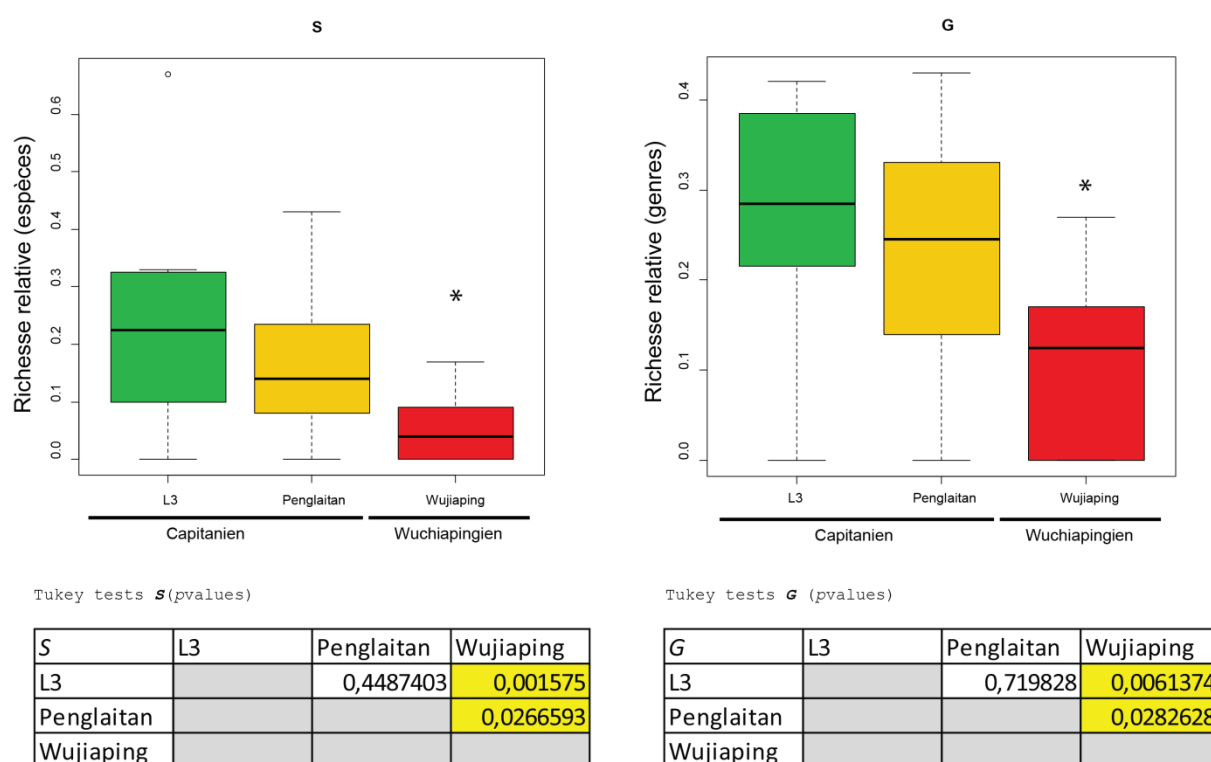 S
Richesse relative (espèces)
0.6
0.5
0.4
0.3
0.2
0.1
0.0
*
L3 Penglaitan Wujiaping
Capitanien Wuchiapingien
G
Richesse relative (genres)
0.4
0.3
0.2
0.1
0.0
*
L3 Penglaitan Wujiaping
Capitanien Wuchiapingien
Tukey tests S(pvalues)
S L3 Penglaitan Wujiaping
L3 0,4487403 0,001575
Penglaitan 0,0266593
Wujiaping
Tukey tests G (pvalues)
G L3 Penglaitan Wujiaping
L3 0,719828 0,0061374
Penglaitan 0,0282628
Wujiaping